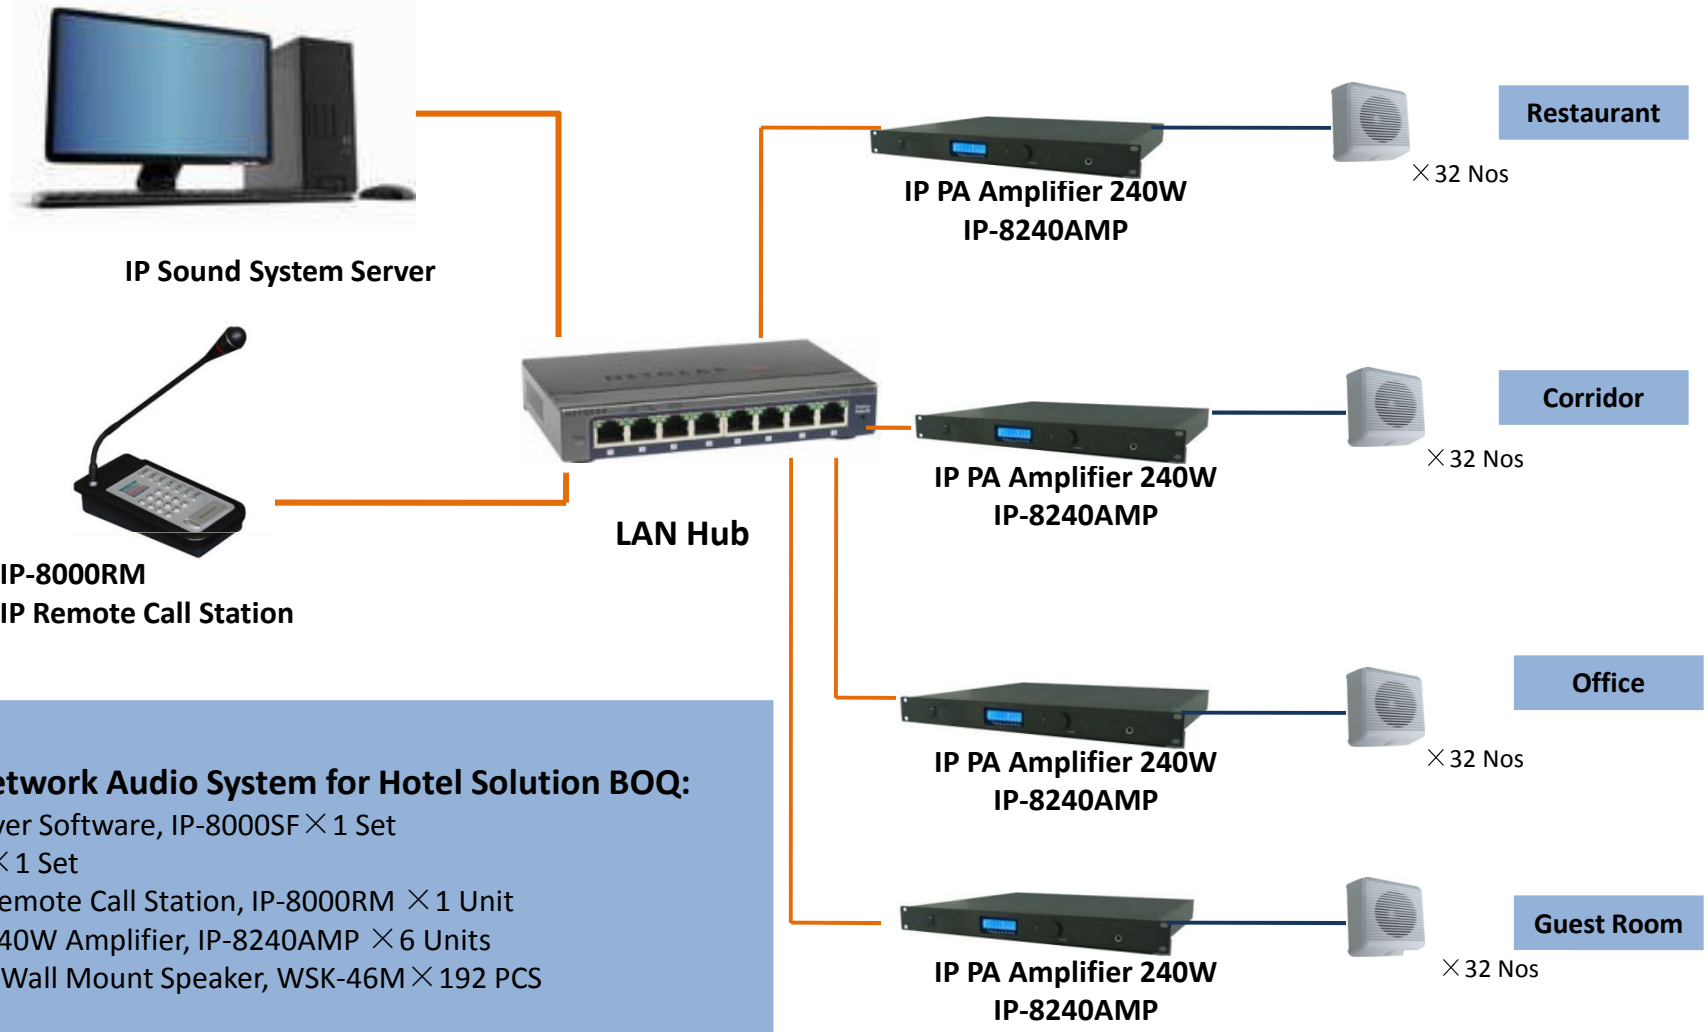 Restaurant
×32 Nos
IP PA Amplifier 240W
IP-8240AMP
IP Sound System Server
NETGEAR
Corridor
×32 Nos
IP PA Amplifier 240W
IP-8240AMP
LAN Hub
IP-8000RM
IP Remote Call Station
Office
×32 Nos
IP PA Amplifier 240W
IP-8240AMP
etwork Audio System for Hotel Solution BOQ:
ver Software, IP-8000SF×1 Set
×1 Set
emote Call Station, IP-8000RM ×1 Unit
40W Amplifier, IP-8240AMP ×6 Units
Wall Mount Speaker, WSK-46M×192 PCS
Guest Room
×32 Nos
IP PA Amplifier 240W
IP-8240AMP